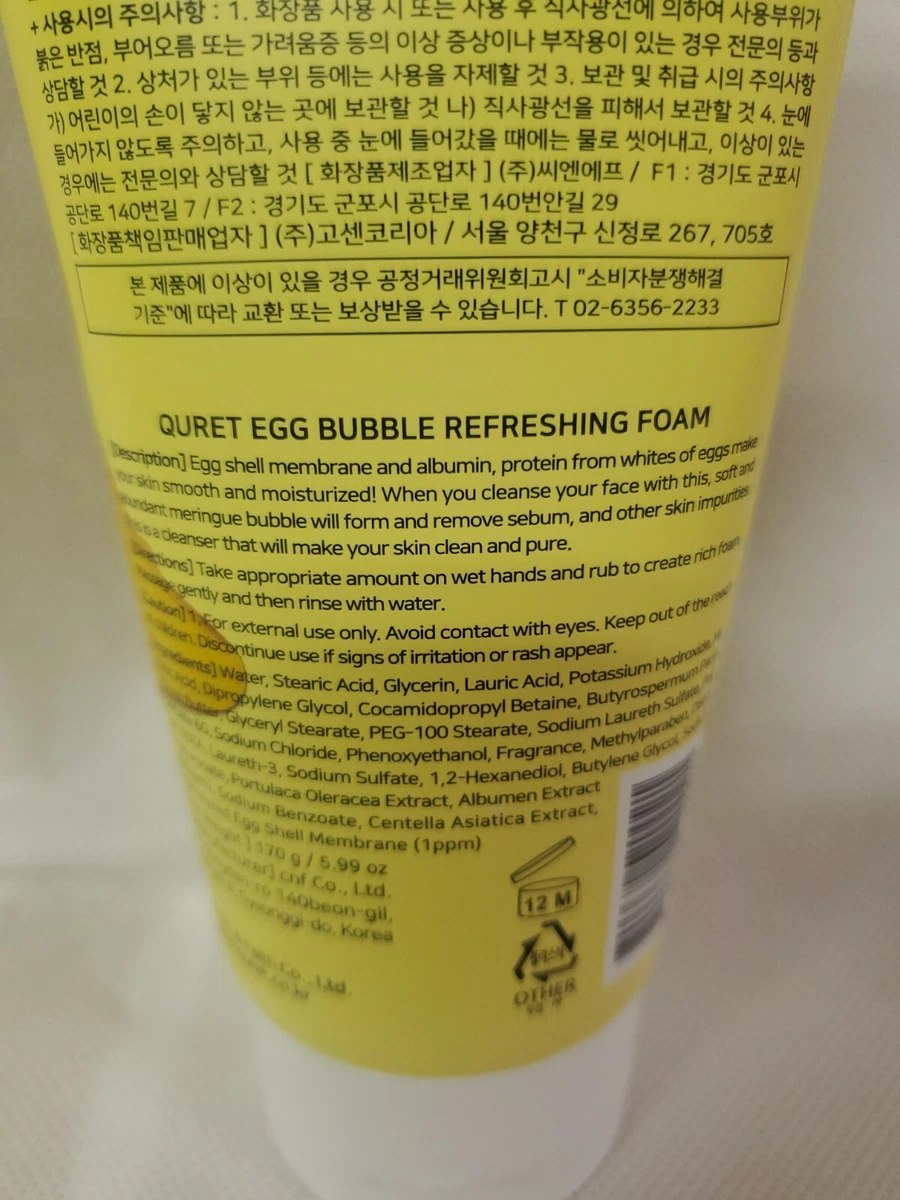 +사용시의 주의사항 : 1. 화장품 사용 시 또는 사용 후 직사광선에 의하여 사용부위가
붉은 반점, 부어오름 또는 가려움증 등의 이상 증상이나 부작용이 있는 경우 전문의 등과
상담할 것 2. 상처가 있는 부위 등에는 사용을 자제할 것 3. 보관 및 취급 시의 주의사항
가) 어린이의 손이 닿지 않는 곳에 보관할 것 나) 직사광선을 피해서 보관할 것 4. 눈에
들어가지 않도록 주의하고, 사용 중 눈에 들어갔을 때에는 물로 씻어내고, 이상이 있는
경우에는 전문의와 상담할 것 [ 화장품제조업자 ] (주)씨엔에프 / F1 : 경기도 군포시
공단로 140번길 7 / F2 : 경기도 군포시 공단로 140번안길 29
[화장품책임판매업자 ] (주)고센코리아 / 서울 양천구 신정로 267, 705호
본 제품에 이상이 있을 경우 공정거래위원회고시 "소비자분쟁해결
기준"에 따라 교환 또는 보상받을 수 있습니다. T 02-6356-2233
QURET EGG BUBBLE REFRESHING FOAM
[Description] Egg shell membrane and albumin, protein from whites of eggs make
your skin smooth and moisturized! When you cleanse your face with this, soft and
abundant meringue bubble will form and remove sebum, and other skin impurities.
This is a cleanser that will make your skin clean and pure.
[Directions] Take appropriate amount on wet hands and rub to create rich foam.
massage gently and then rinse with water.
[Caution] 1. For external use only. Avoid contact with eyes. Keep out of the reach
children. Discontinue use if signs of irritation or rash appear.
[Ingredients] Water, Stearic Acid, Glycerin, Lauric Acid, Potassium Hydroxide,
Acid, Dipropylene Glycol, Cocamidopropyl Betaine, Butyrospermum
Butter, Glyceryl Stearate, PEG-100 Stearate, Sodium Laureth Sulfate,
60, Sodium Chloride, Phenoxyethanol, Fragrance, Methylparaben,
Laureth-3, Sodium Sulfate, 1,2-Hexanediol, Butylene Glycol,
Portulaca Oleracea Extract, Albumen Extract
Sodium Benzoate, Centella Asiatica Extract,
Egg Shell Membrane (1ppm)
170 g / 5.99 oz
cnf Co., Ltd.
140beon-gil,
Gyeonggi-do, Korea
Co., Ltd.
12 M
OTHER